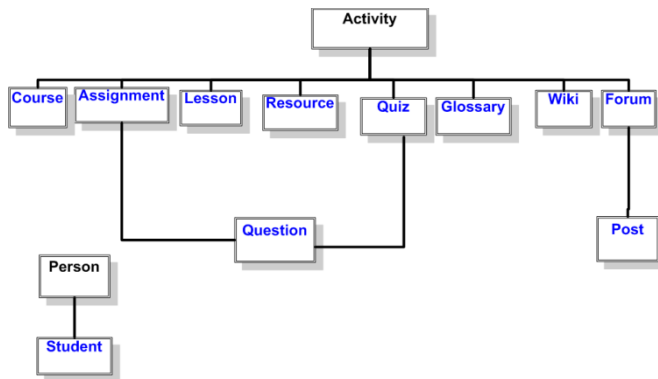 Activity
Course Assignment Lesson Resource Quiz Glossary Wiki Forum
Question
Post
Person
Student